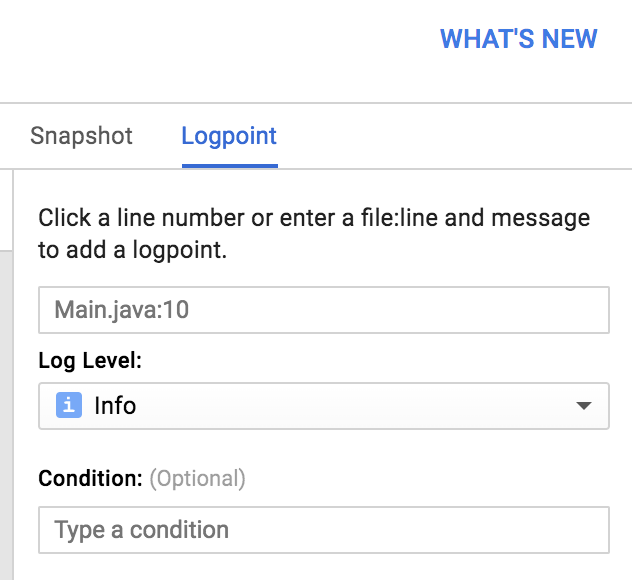 WHAT'S NEW
Snapshot Logpoint
Click a line number or enter a file:line and message
to add a logpoint.
Main.java:10
Log Level:
i Info
Condition: (Optional)
Type a condition